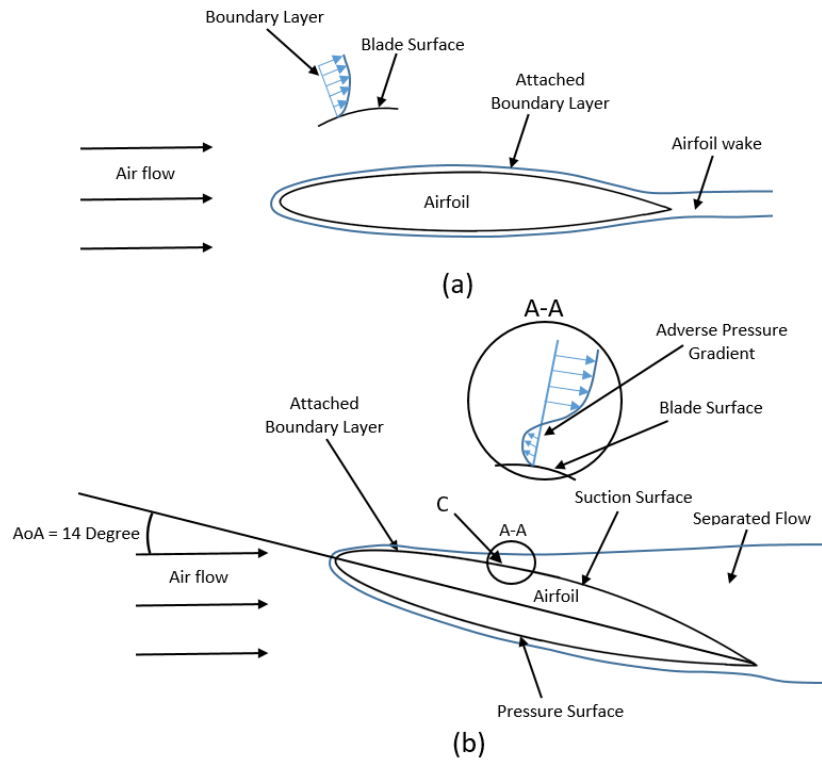 Boundary Layer
Blade Surface
Attached
Boundary Layer
Airfoil wake
Air flow
Airfoil
(a)
A-A
Adverse Pressure
Gradient
Attached
Boundary Layer
Blade Surface
Suction Surface
C
A-A
Separated Flow
AoA = 14 Degree
Air flow
Airfoil
Pressure Surface
(b)